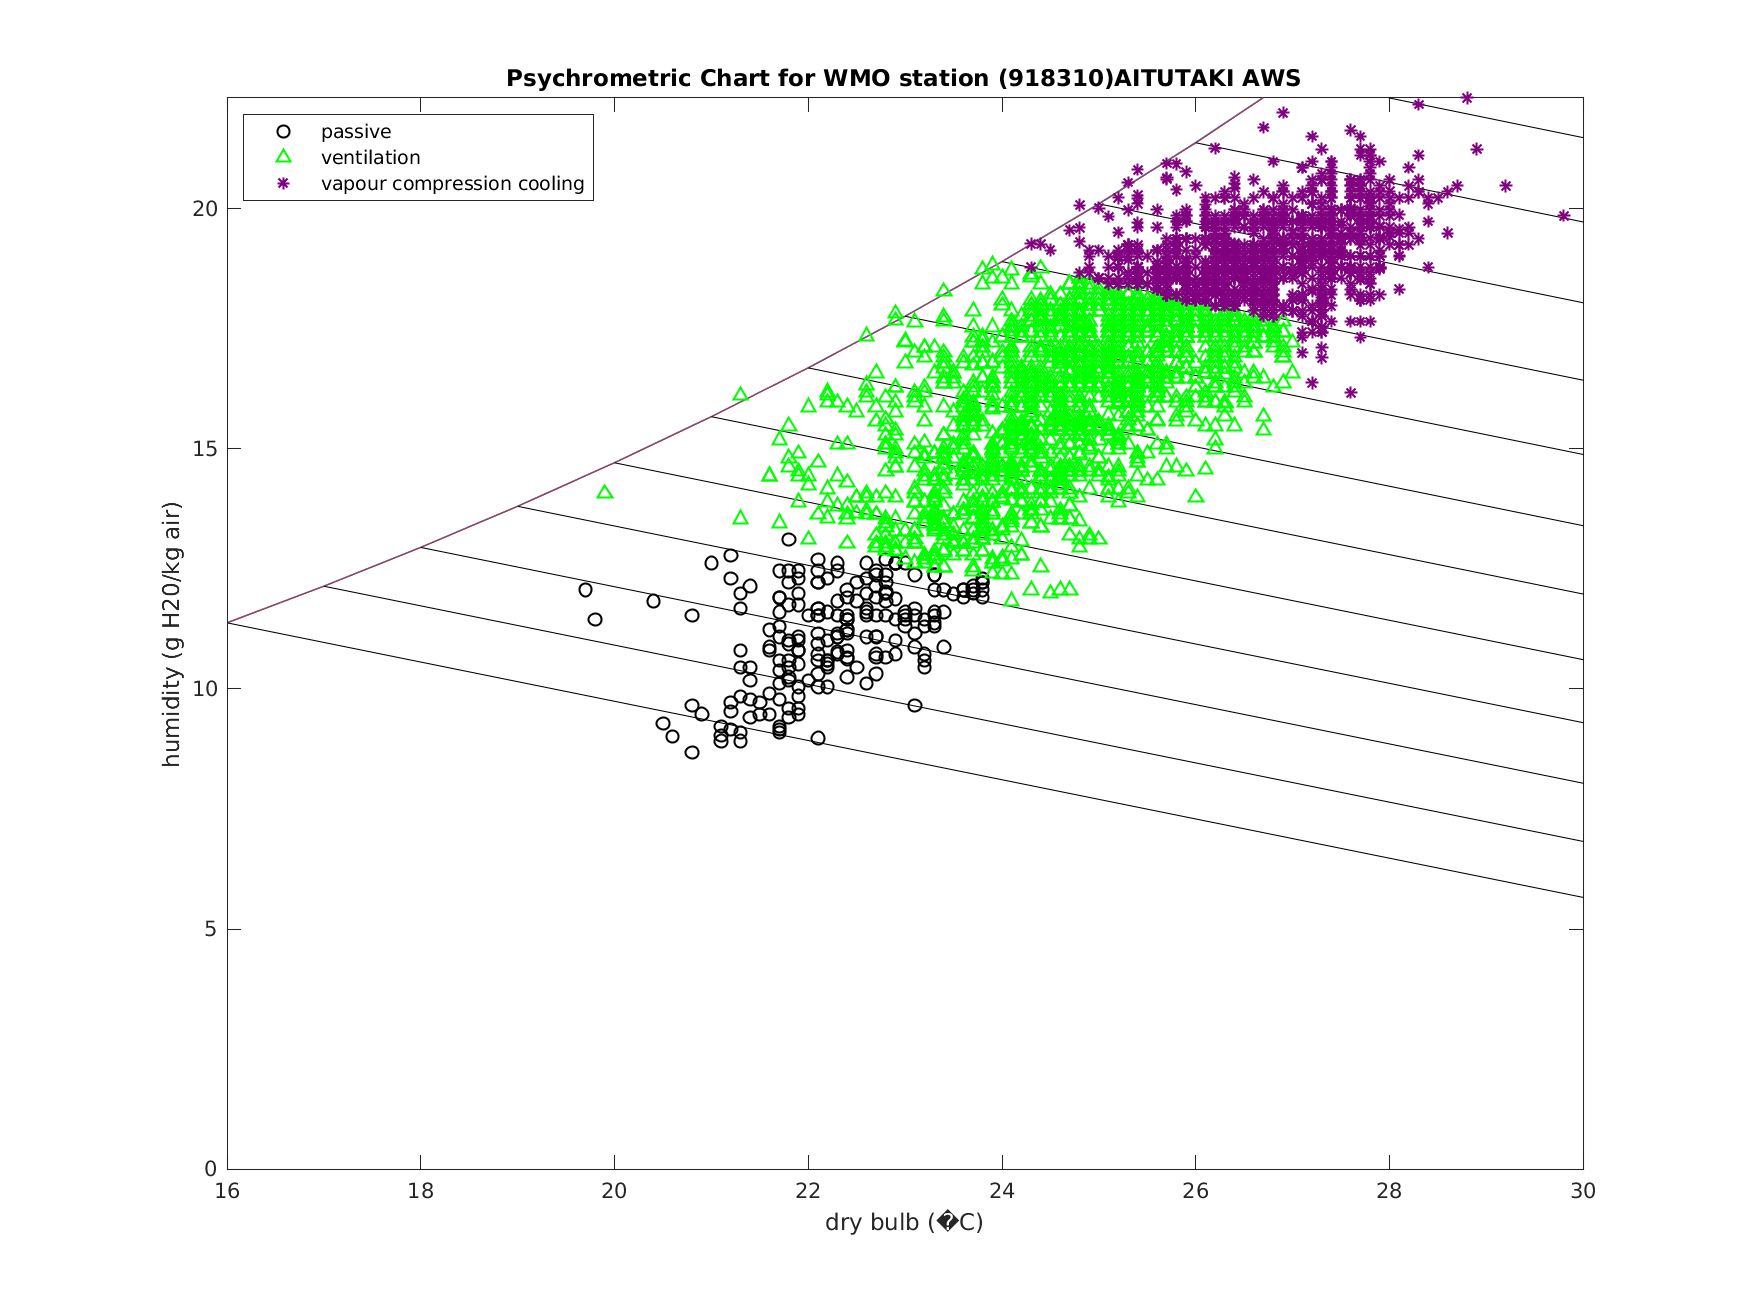 Psychrometric Chart for WMO station (918310)AITUTAKI AWS
passive
ventilation
vapour compression cooling
20
15
10
5
0
humidity (g H20/kg air)
16 18 20 22 24 26 28 30
dry bulb (�C)